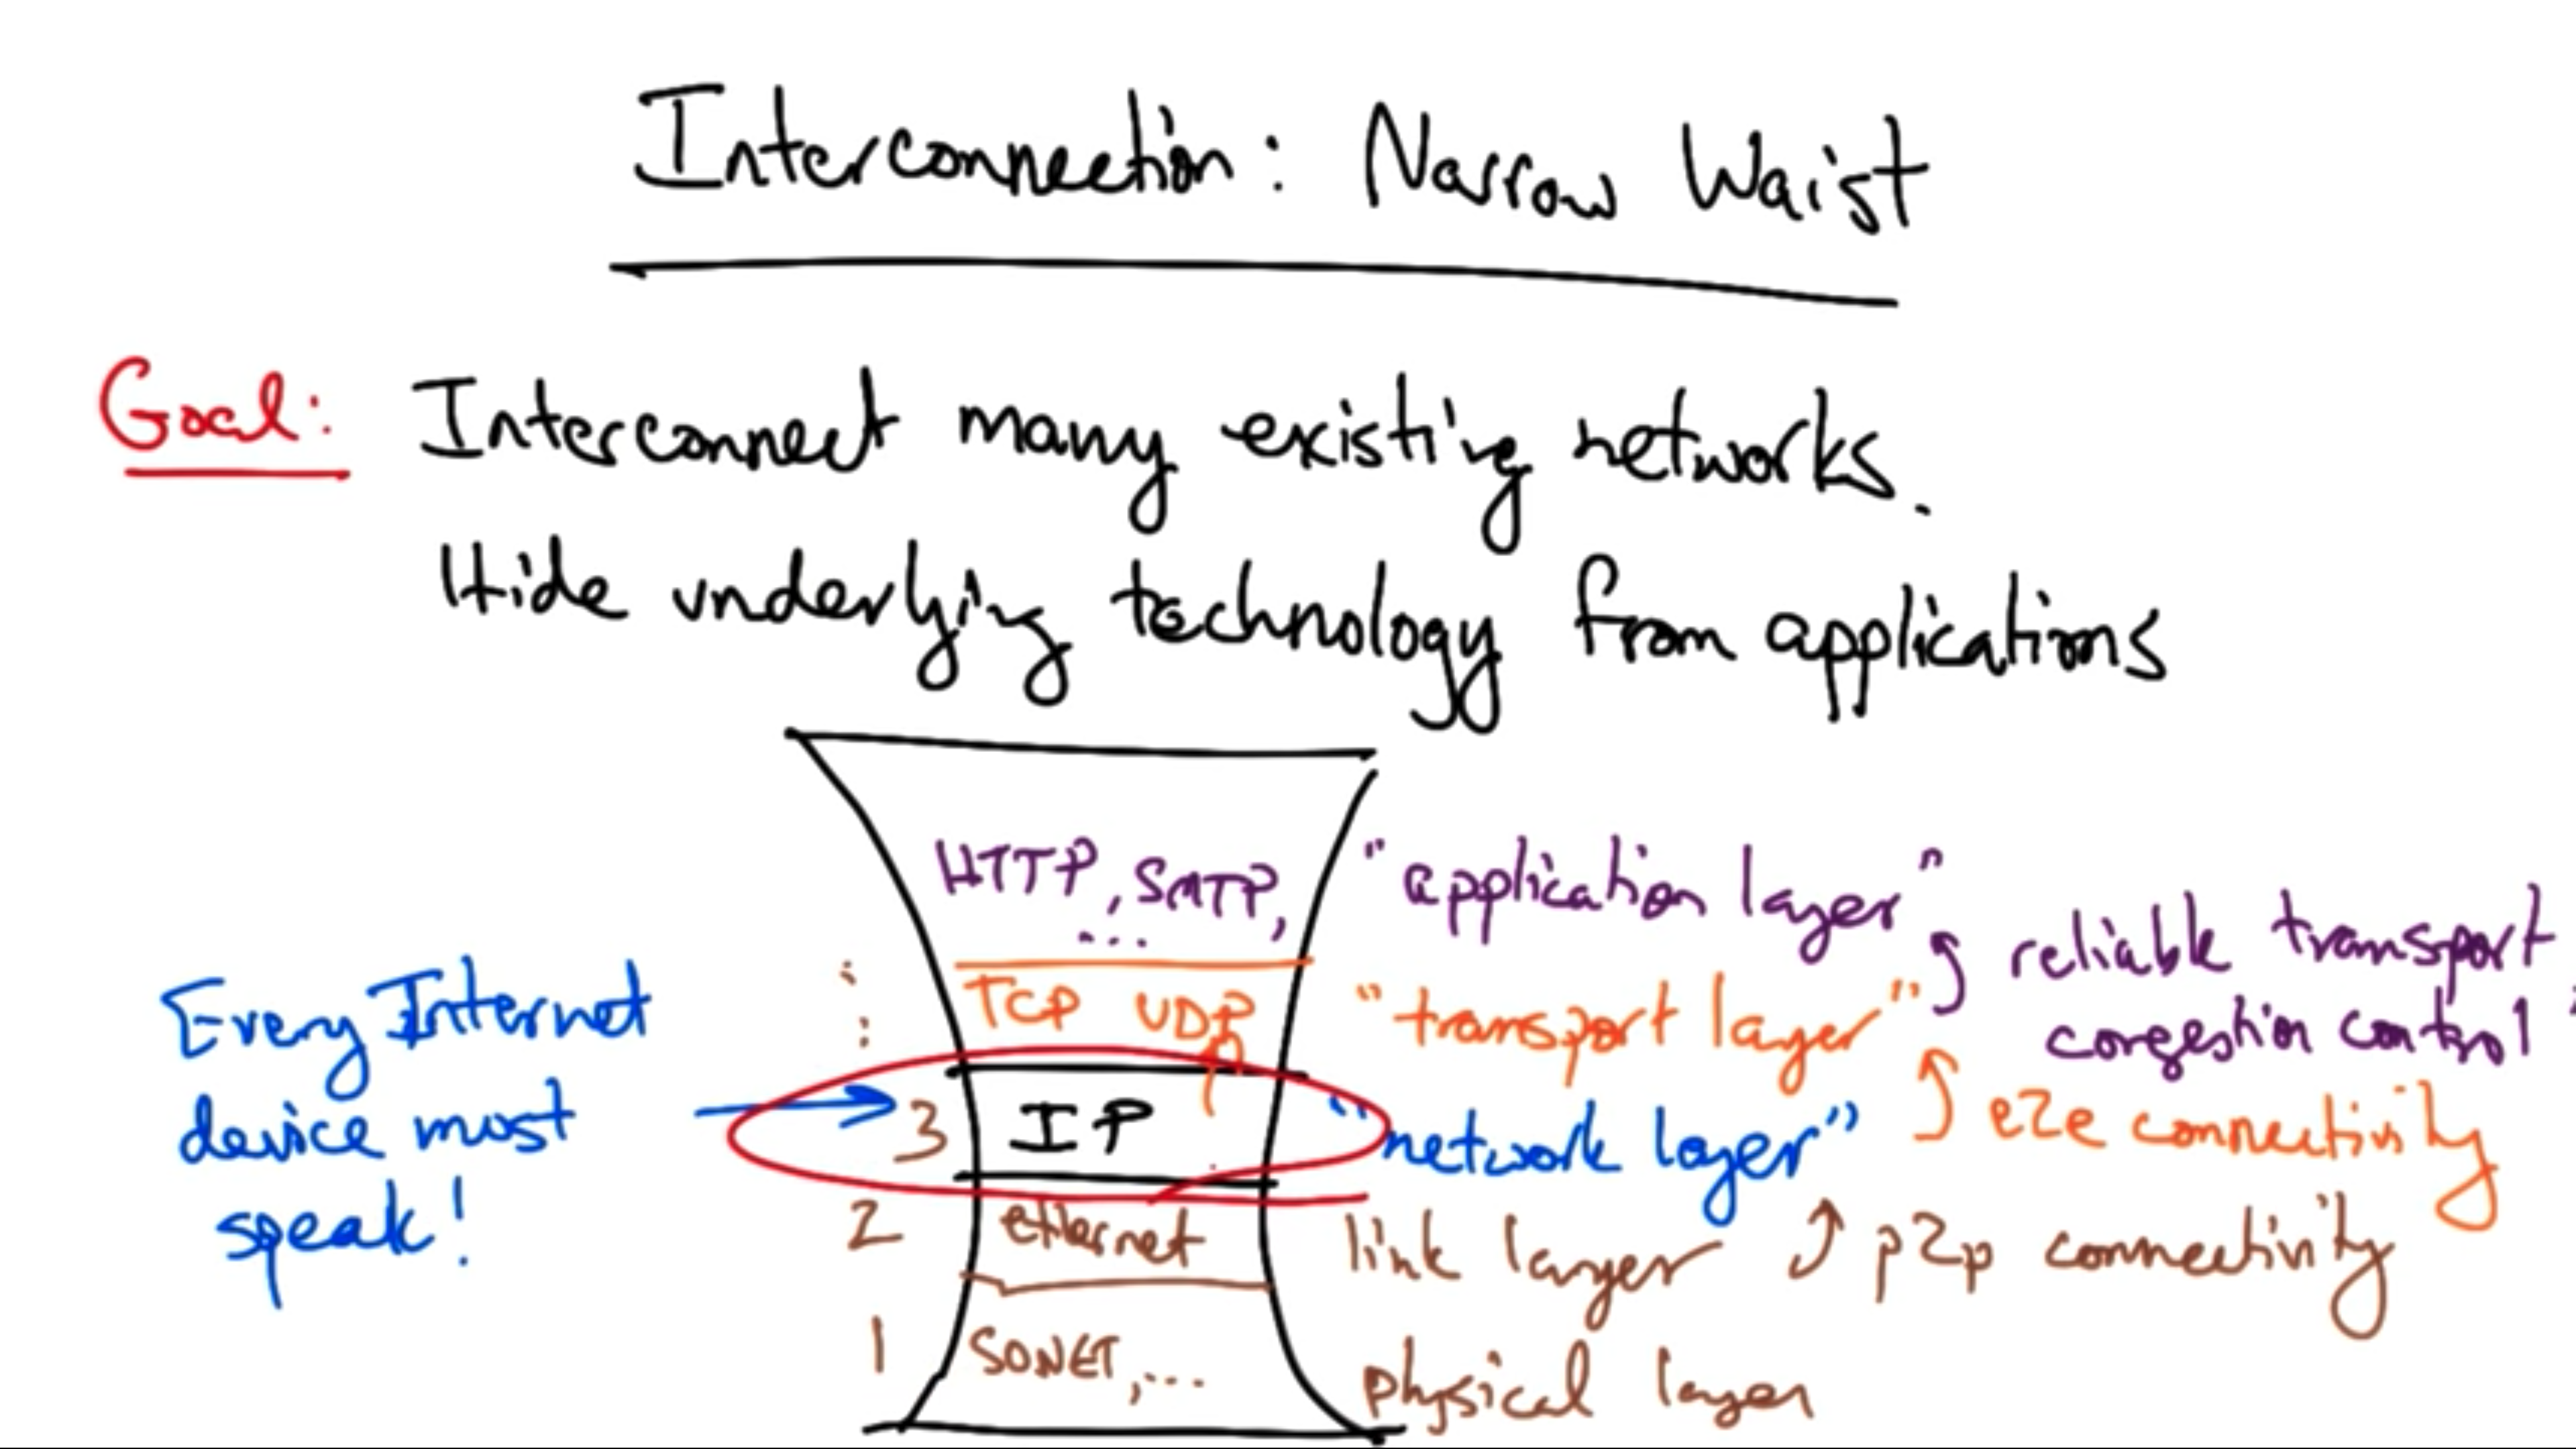 Interconnection: Narrow Waist
Goal: Interconnect many existing networks.
Hide underlying technology from applications
HTTP, SMTP, ... "application layer"
reliable transport
congestion control
TCP UDP "transport layer"
Every Internet
device must
speak!
3 IP "network layer"
e2e connectivity
2 ethernet link layer
p2p connectivity
1 SONET, ... physical layer